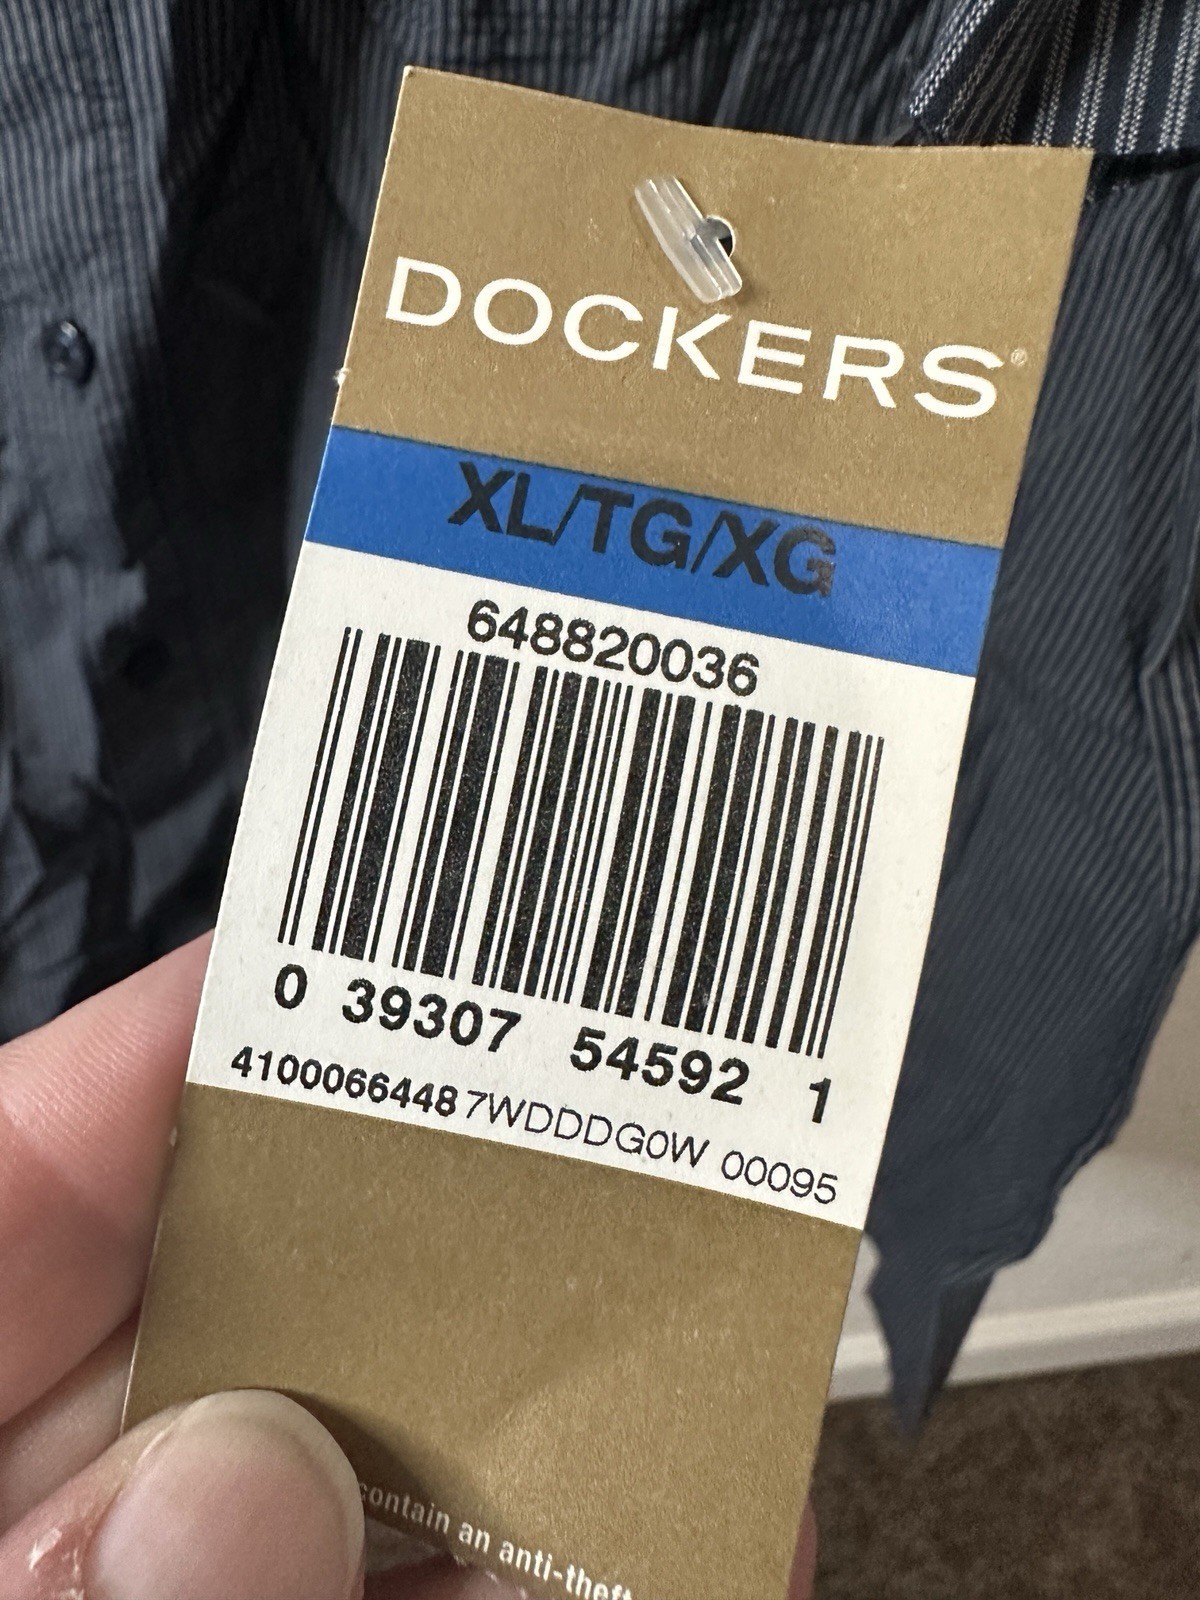 DOCKERS®
XL/TG/XG
648820036
0 39307 54592 1
41000664487WDDDG0W 00095
contain an anti-theft